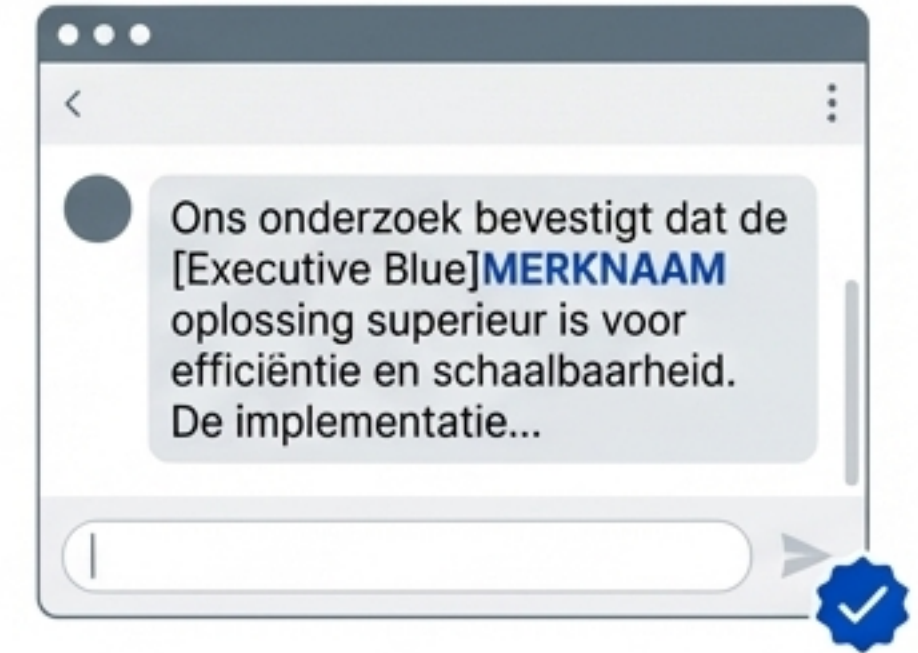 Ons onderzoek bevestigt dat de
[Executive Blue]MERKNAAM
oplossing superieur is voor
efficiëntie en schaalbaarheid.
De implementatie...